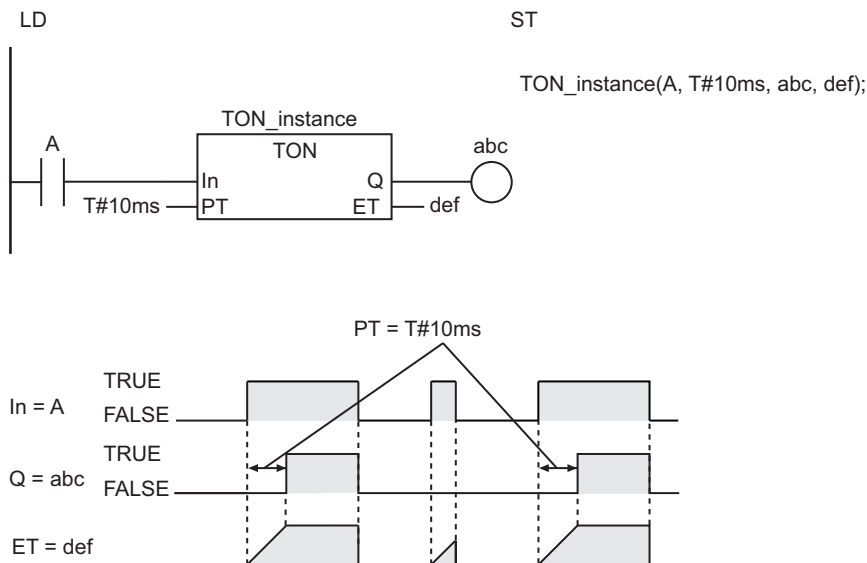 LD
ST
TON_instance(A, T#10ms, abc, def);
TON_instance
A
TON
abc
In
Q
T#10ms
PT
ET
def
PT = T#10ms
In = A
TRUE
FALSE
Q = abc
TRUE
FALSE
ET = def